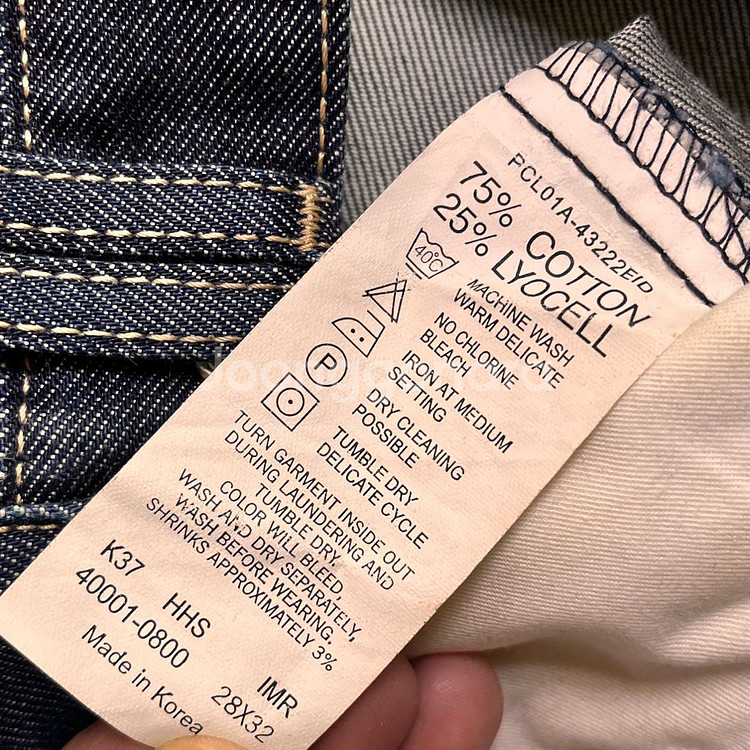 PCL01A-43222E/D
75% COTTON
25% LYOCELL
40°C
MACHINE WASH
WARM DELICATE
NO CHLORINE
BLEACH
IRON AT MEDIUM
SETTING
P
DRY CLEANING
POSSIBLE
TUMBLE DRY
DELICATE CYCLE
TURN GARMENT INSIDE OUT
DURING LAUNDERING AND
TUMBLE DRY,
COLOR WILL BLEED,
WASH AND DRY SEPARATELY,
WASH BEFORE WEARING,
SHRINKS APPROXIMATELY 3%
K37 HHS IMR
40001-0800 28X32
Made in Korea
Joonggonara